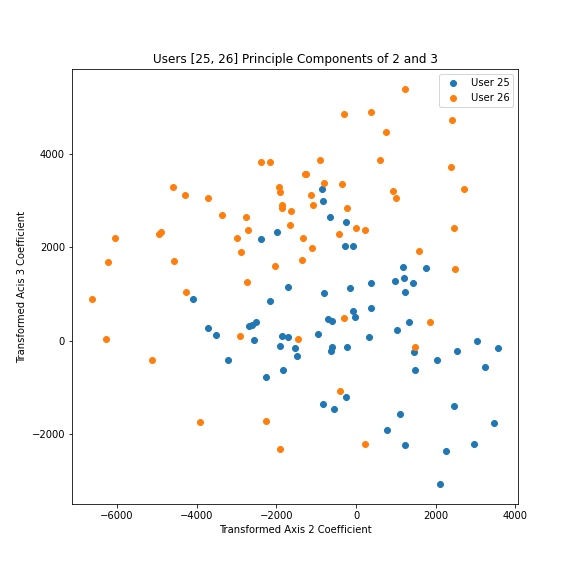 Users [25, 26] Principle Components of 2 and 3
User 25
User 26
Transformed Acis 3 Coefficient
4000
2000
0
−2000
−6000 −4000 −2000 0 2000 4000
Transformed Axis 2 Coefficient